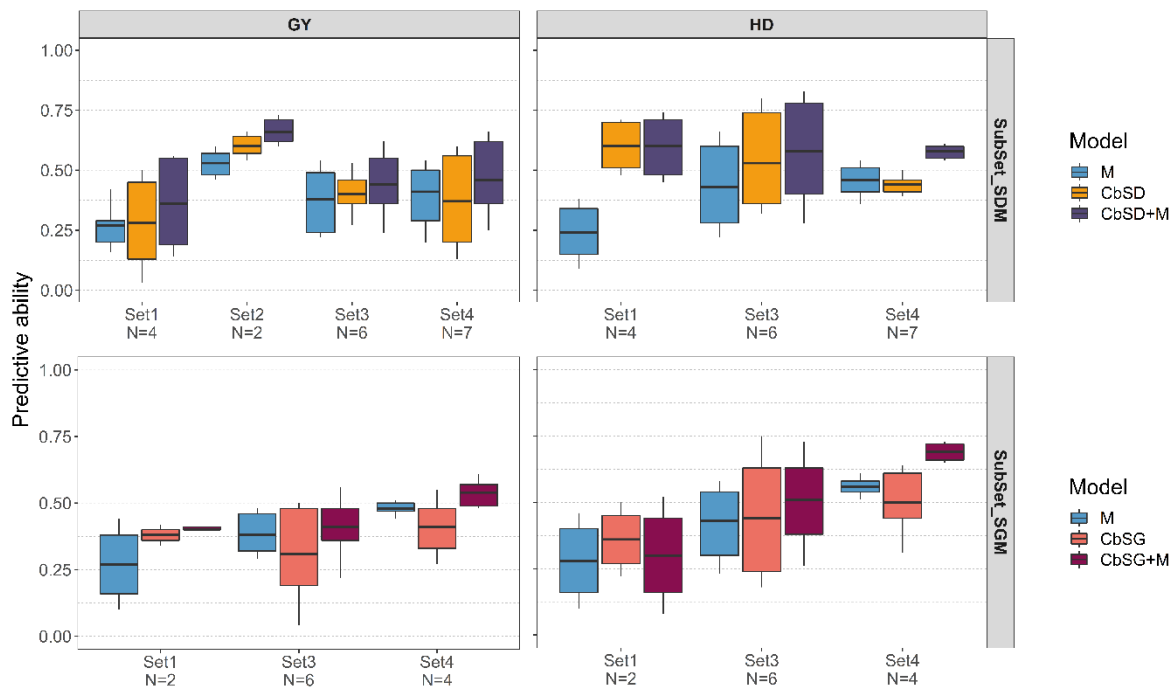 GY
HD
Predictive ability
1.00
0.75
0.50
0.25
0.00
Set1
N=4
Set2
N=2
Set3
N=6
Set4
N=7
Set1
N=4
Set3
N=6
Set4
N=7
SubSet_SDM
Model
M
CbSD
CbSD+M
1.00
0.75
0.50
0.25
0.00
Set1
N=2
Set3
N=6
Set4
N=4
Set1
N=2
Set3
N=6
Set4
N=4
SubSet_SGM
Model
M
CbSG
CbSG+M